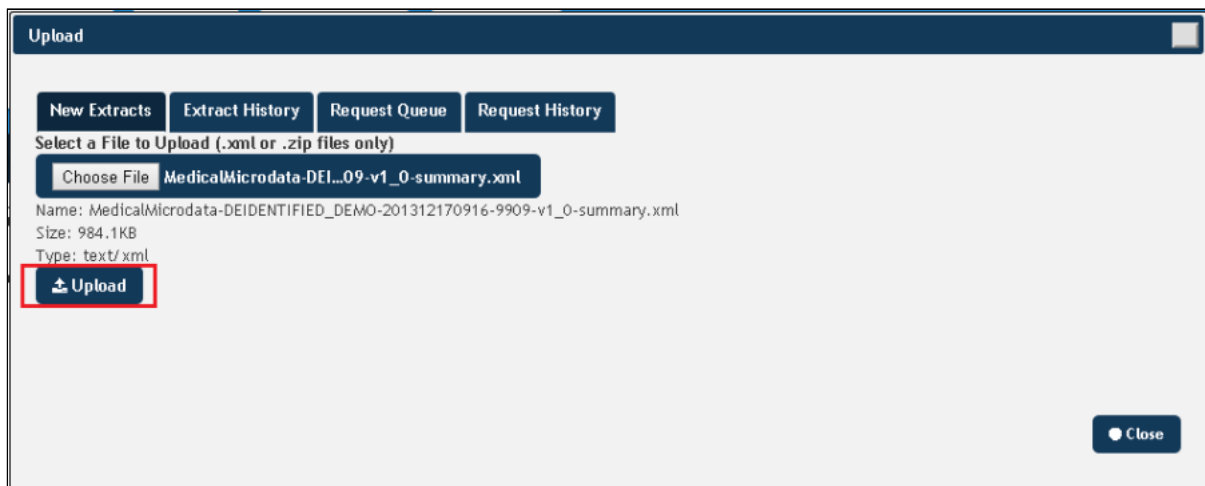 Upload
New Extracts Extract History Request Queue Request History
Select a File to Upload (.xml or .zip files only)
Choose File MedicalMicrodata-DEI...09-v1_0-summary.xml
Name: MedicalMicrodata-DEIDENTIFIED_DEMO-201312170916-9909-v1_0-summary.xml
Size: 984.1KB
Type: text/xml
Upload
Close